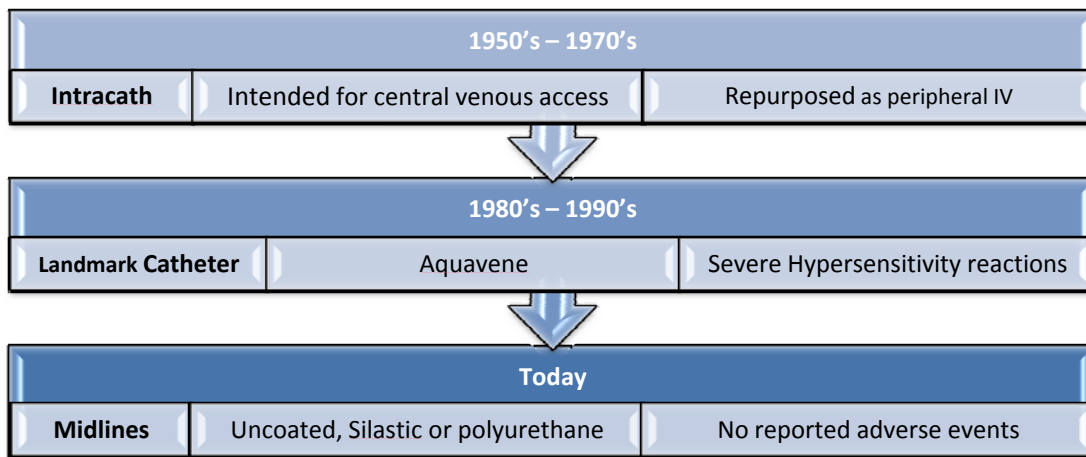 1950's – 1970's
Intracath Intended for central venous access Repurposed as peripheral IV
1980's – 1990's
Landmark Catheter Aquavene Severe Hypersensitivity reactions
Today
Midlines Uncoated, Silastic or polyurethane No reported adverse events